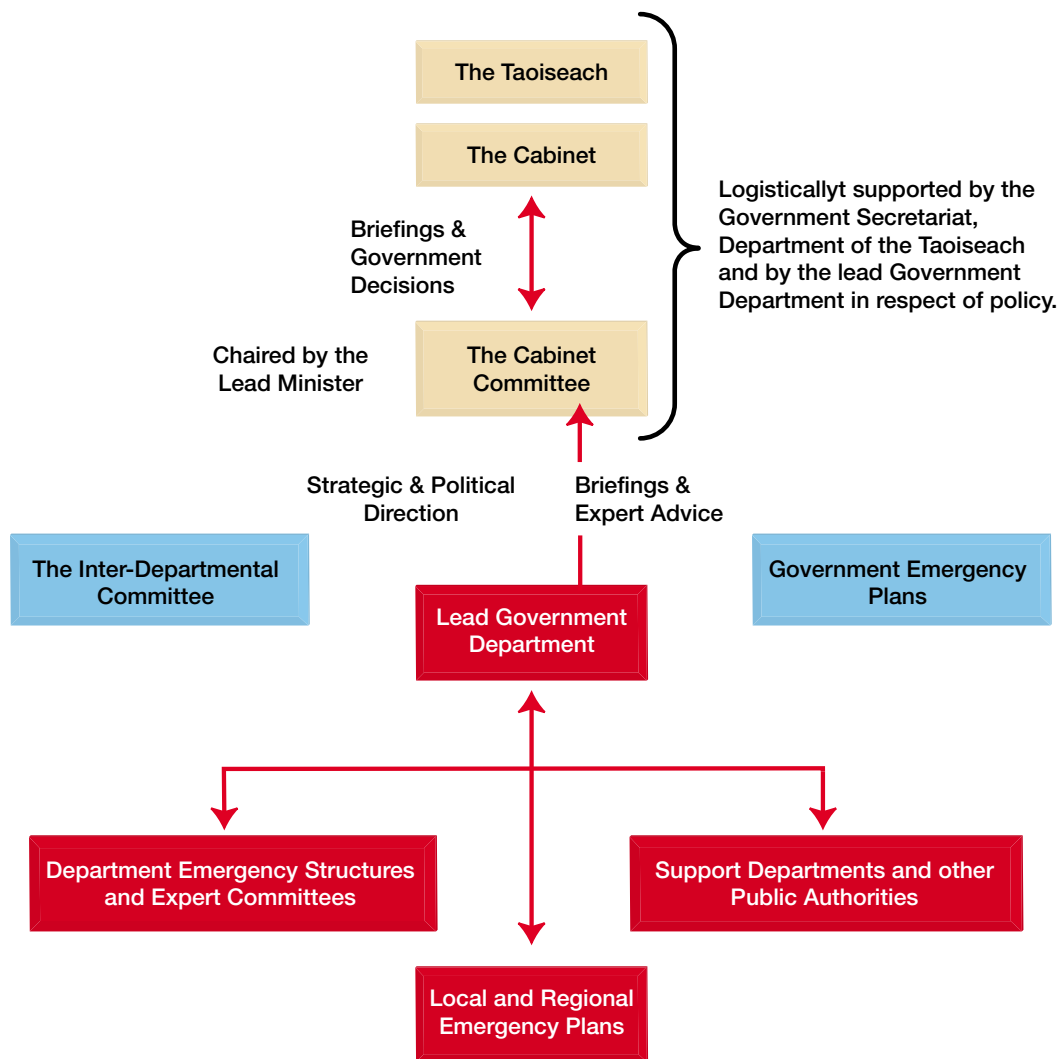 The Taoiseach
The Cabinet
Briefings &
Government
Decisions
Logisticallyt supported by the
Government Secretariat,
Department of the Taoiseach
and by the lead Government
Department in respect of policy.
Chaired by the
Lead Minister
The Cabinet
Committee
Strategic & Political
Direction
Briefings &
Expert Advice
The Inter-Departmental
Committee
Government Emergency
Plans
Lead Government
Department
Department Emergency Structures
and Expert Committees
Support Departments and other
Public Authorities
Local and Regional
Emergency Plans